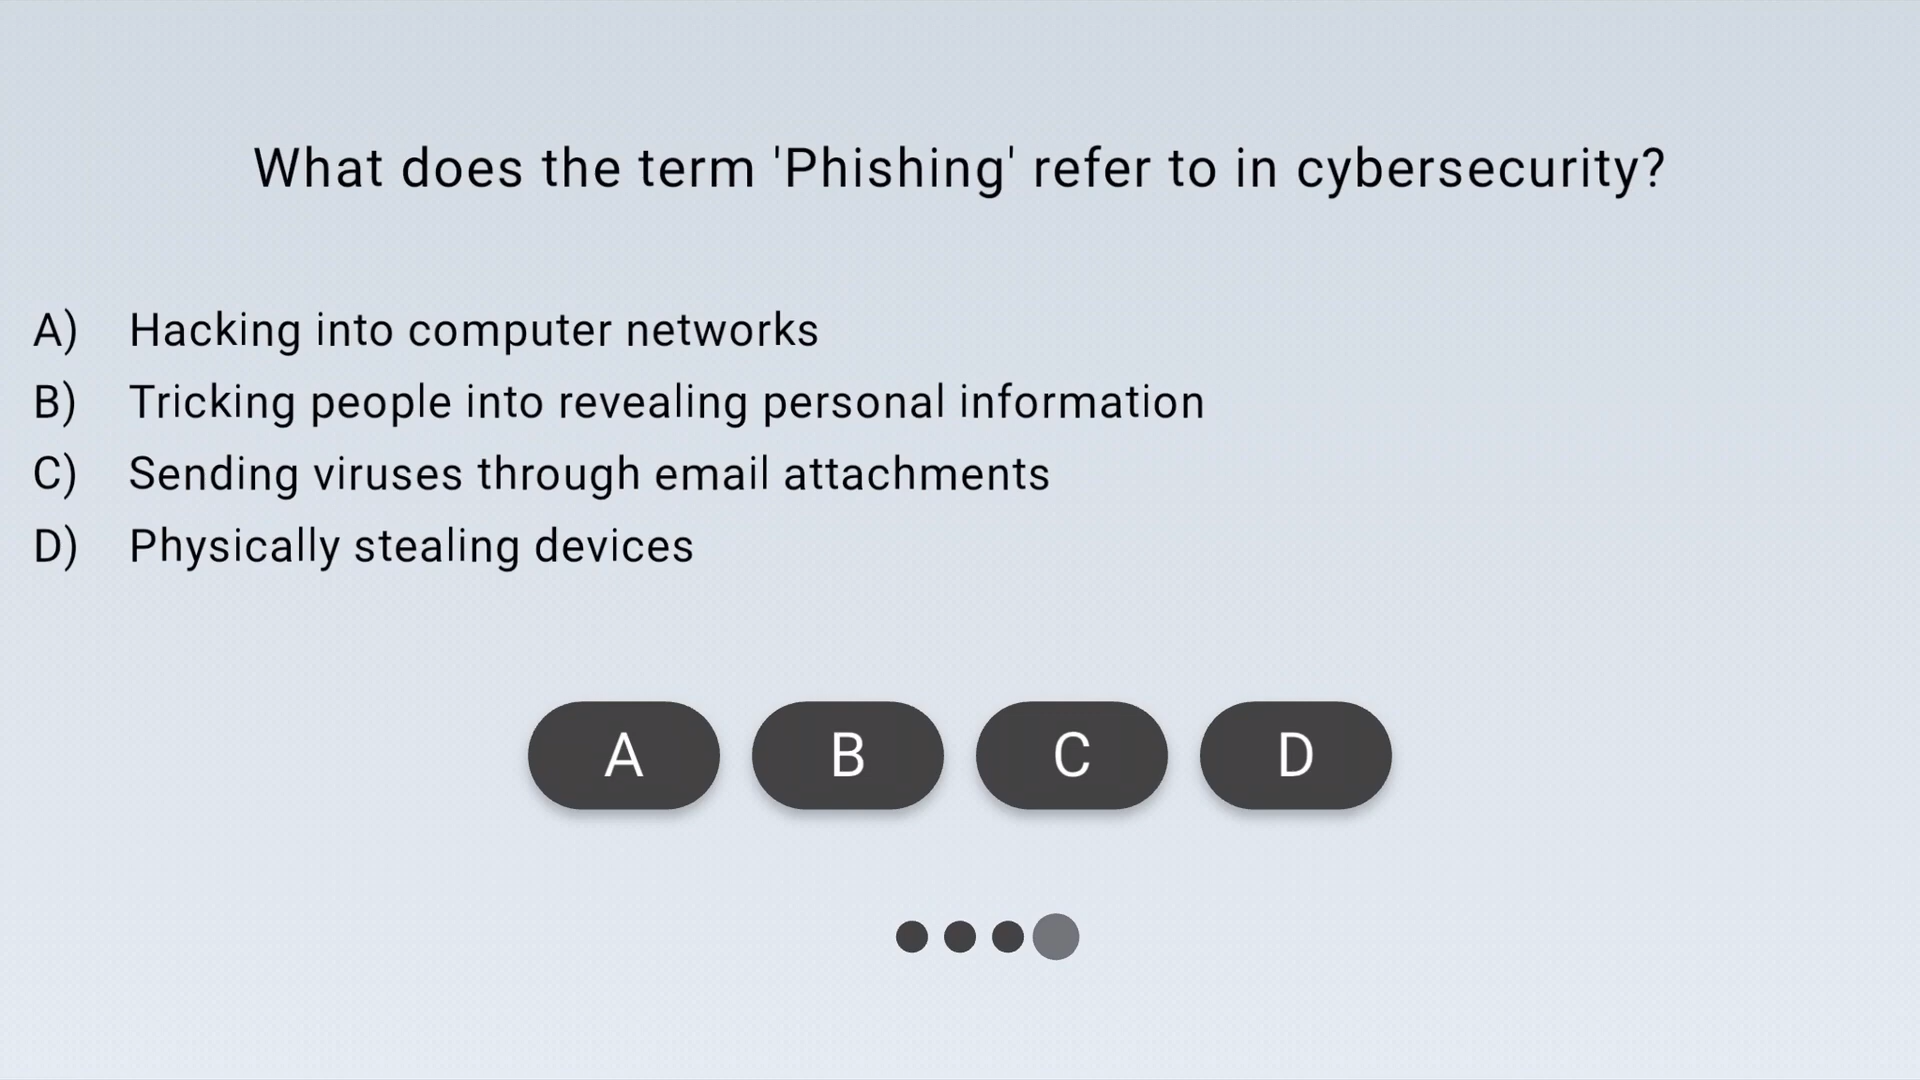 What does the term 'Phishing' refer to in cybersecurity?
A) Hacking into computer networks
B) Tricking people into revealing personal information
C) Sending viruses through email attachments
D) Physically stealing devices
A B C D